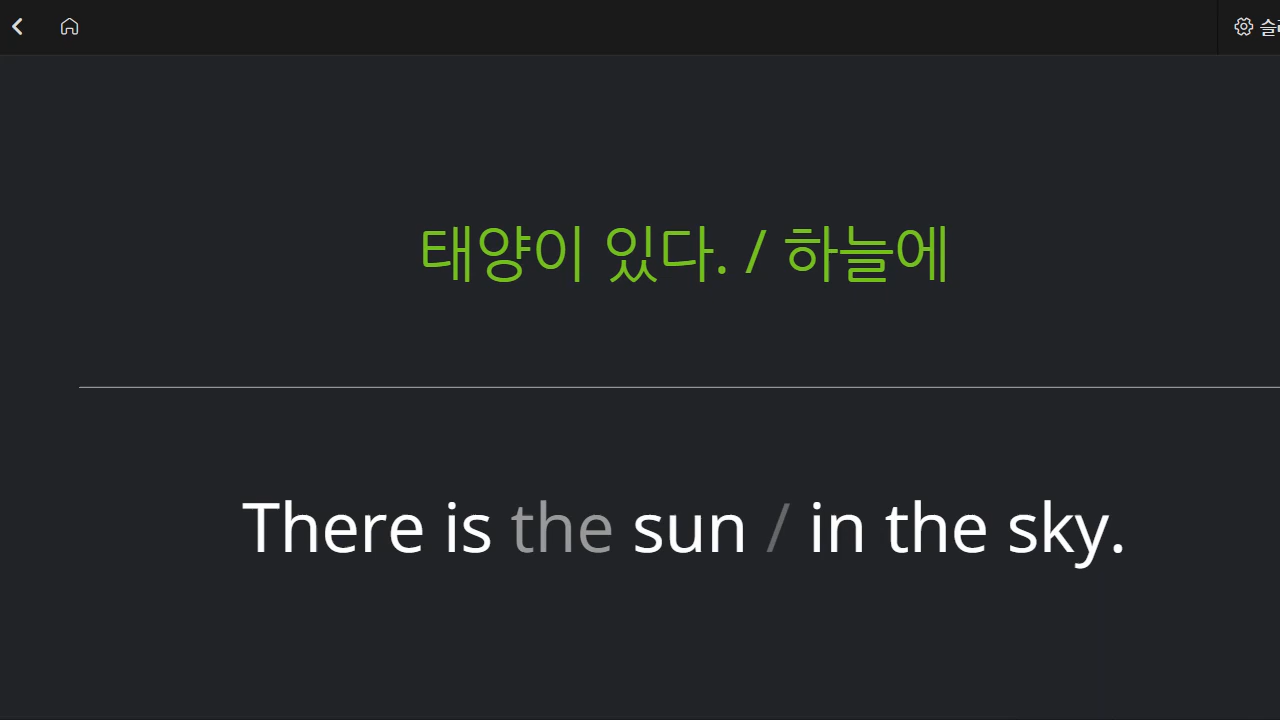 태양이 있다. / 하늘에
There is the sun / in the sky.